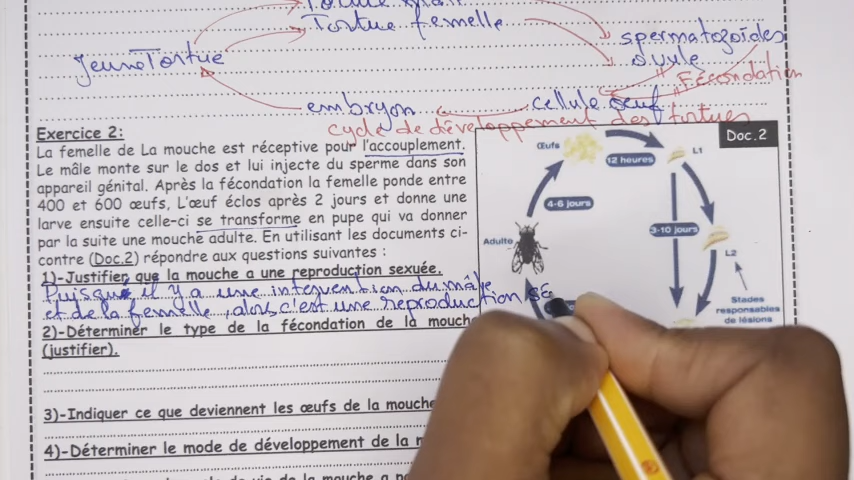 Tortue femelle
spermatozoïdes
ovule
Jeune Tortue
Fécondation
embryon
cellule oeuf
cycle de développement des tortues
Exercice 2:
La femelle de La mouche est réceptive pour l'accouplement.
Le mâle monte sur le dos et lui injecte du sperme dans son
appareil génital. Après la fécondation la femelle ponde entre
400 et 600 œufs, L'œuf éclos après 2 jours et donne une
larve ensuite celle-ci se transforme en pupe qui va donner
par la suite une mouche adulte. En utilisant les documents ci-
contre (Doc.2) répondre aux questions suivantes :
1)-Justifier que la mouche a une reproduction sexuée.
Puisque il y a une intervention du mâle
et de la femelle, alors c'est une reproduction se
2)-Déterminer le type de la fécondation de la mouch
(justifier).
3)-Indiquer ce que deviennent les œufs de la mouche
4)-Déterminer le mode de développement de la
Doc.2
Œufs
12 heures
L1
4-6 jours
3-10 jours
Adulte
L2
Stades
responsables
de lésions